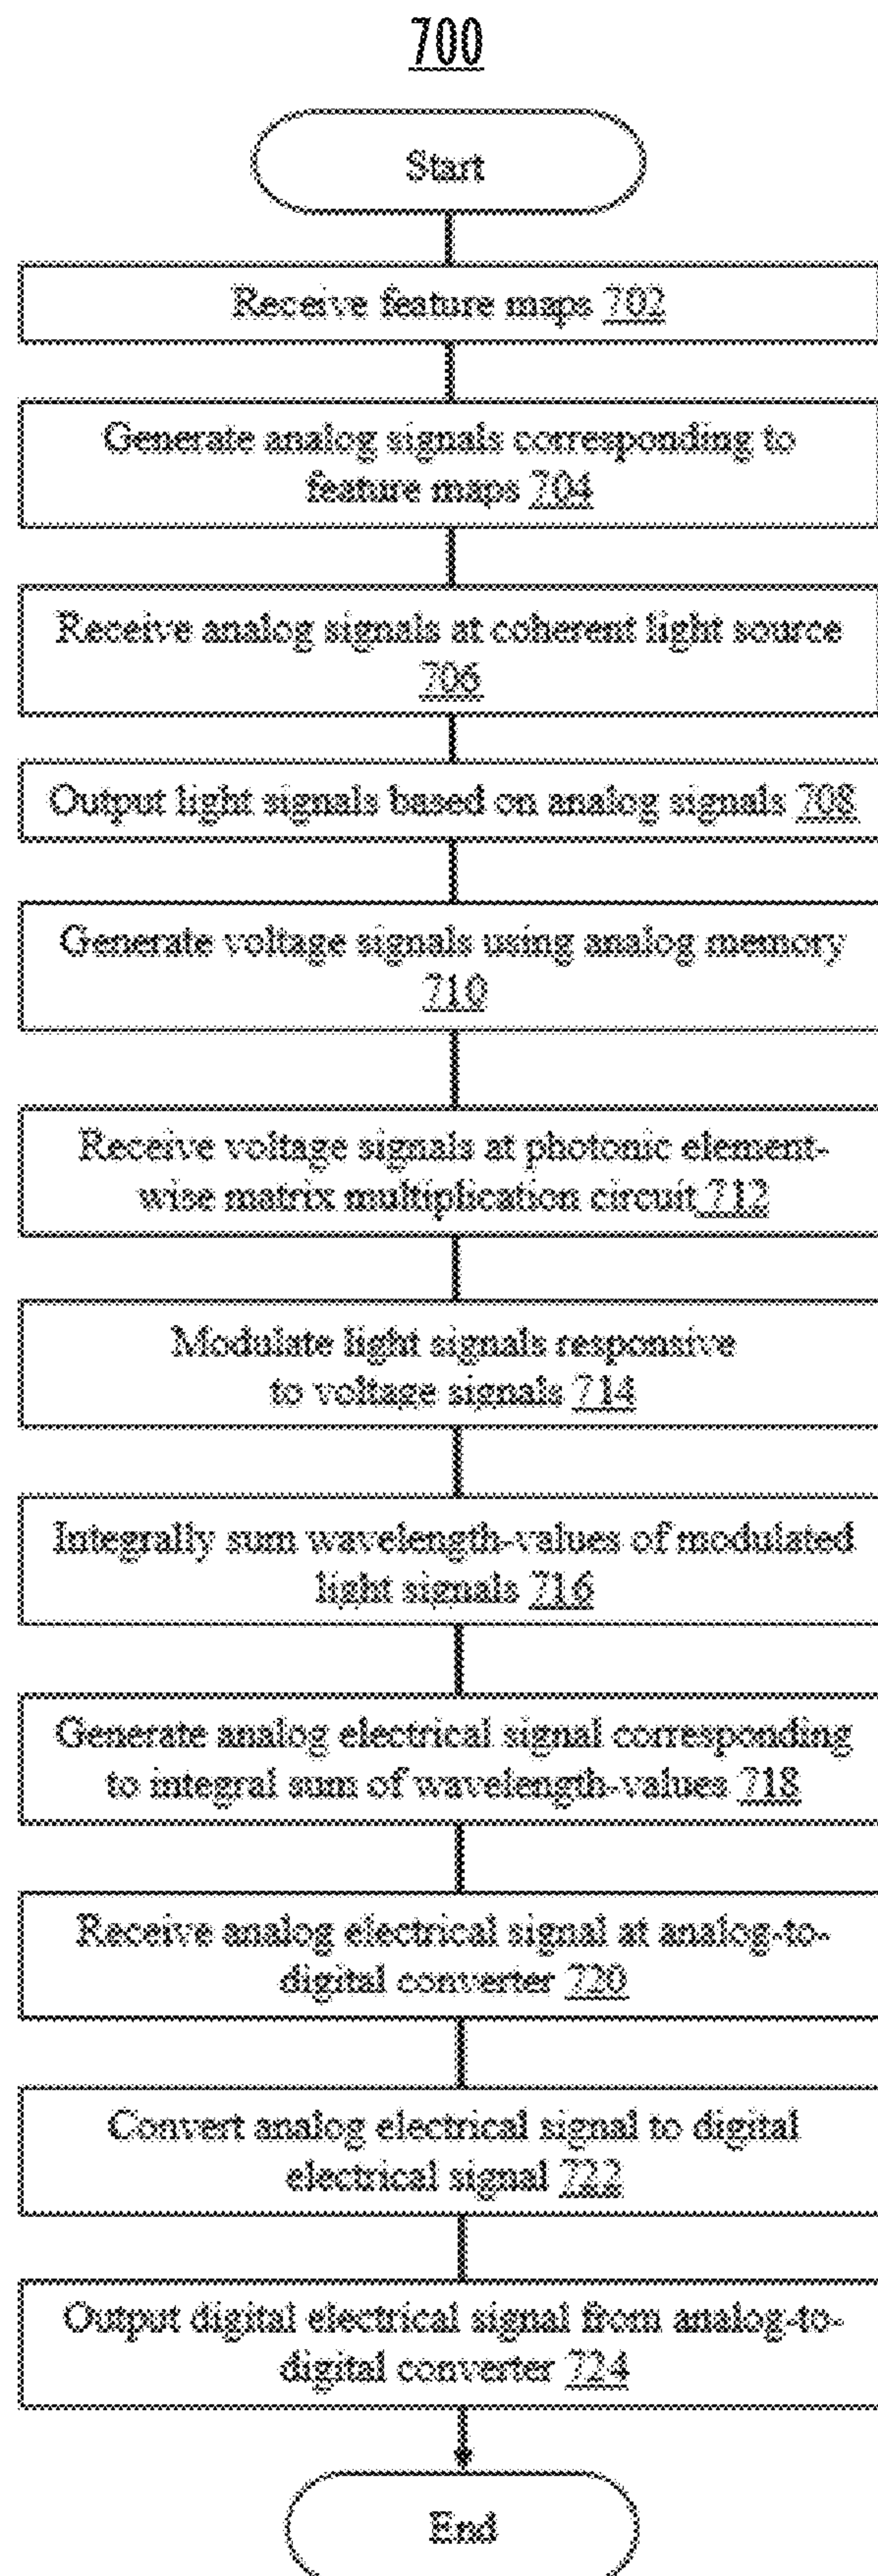 700
Start
Receive feature maps 702
Generate analog signals corresponding to
feature maps 704
Receive analog signals at coherent light source
706
Output light signals based on analog signals 708
Generate voltage signals using analog memory
710
Receive voltage signals at photonic element-
wise matrix multiplication circuit 712
Modulate light signals responsive
to voltage signals 714
Integrally sum wavelength-values of modulated
light signals 716
Generate analog electrical signal corresponding
to integral sum of wavelength-values 718
Receive analog electrical signal at analog-to-
digital converter 720
Convert analog electrical signal to digital
electrical signal 722
Output digital electrical signal from analog-to-
digital converter 724
End